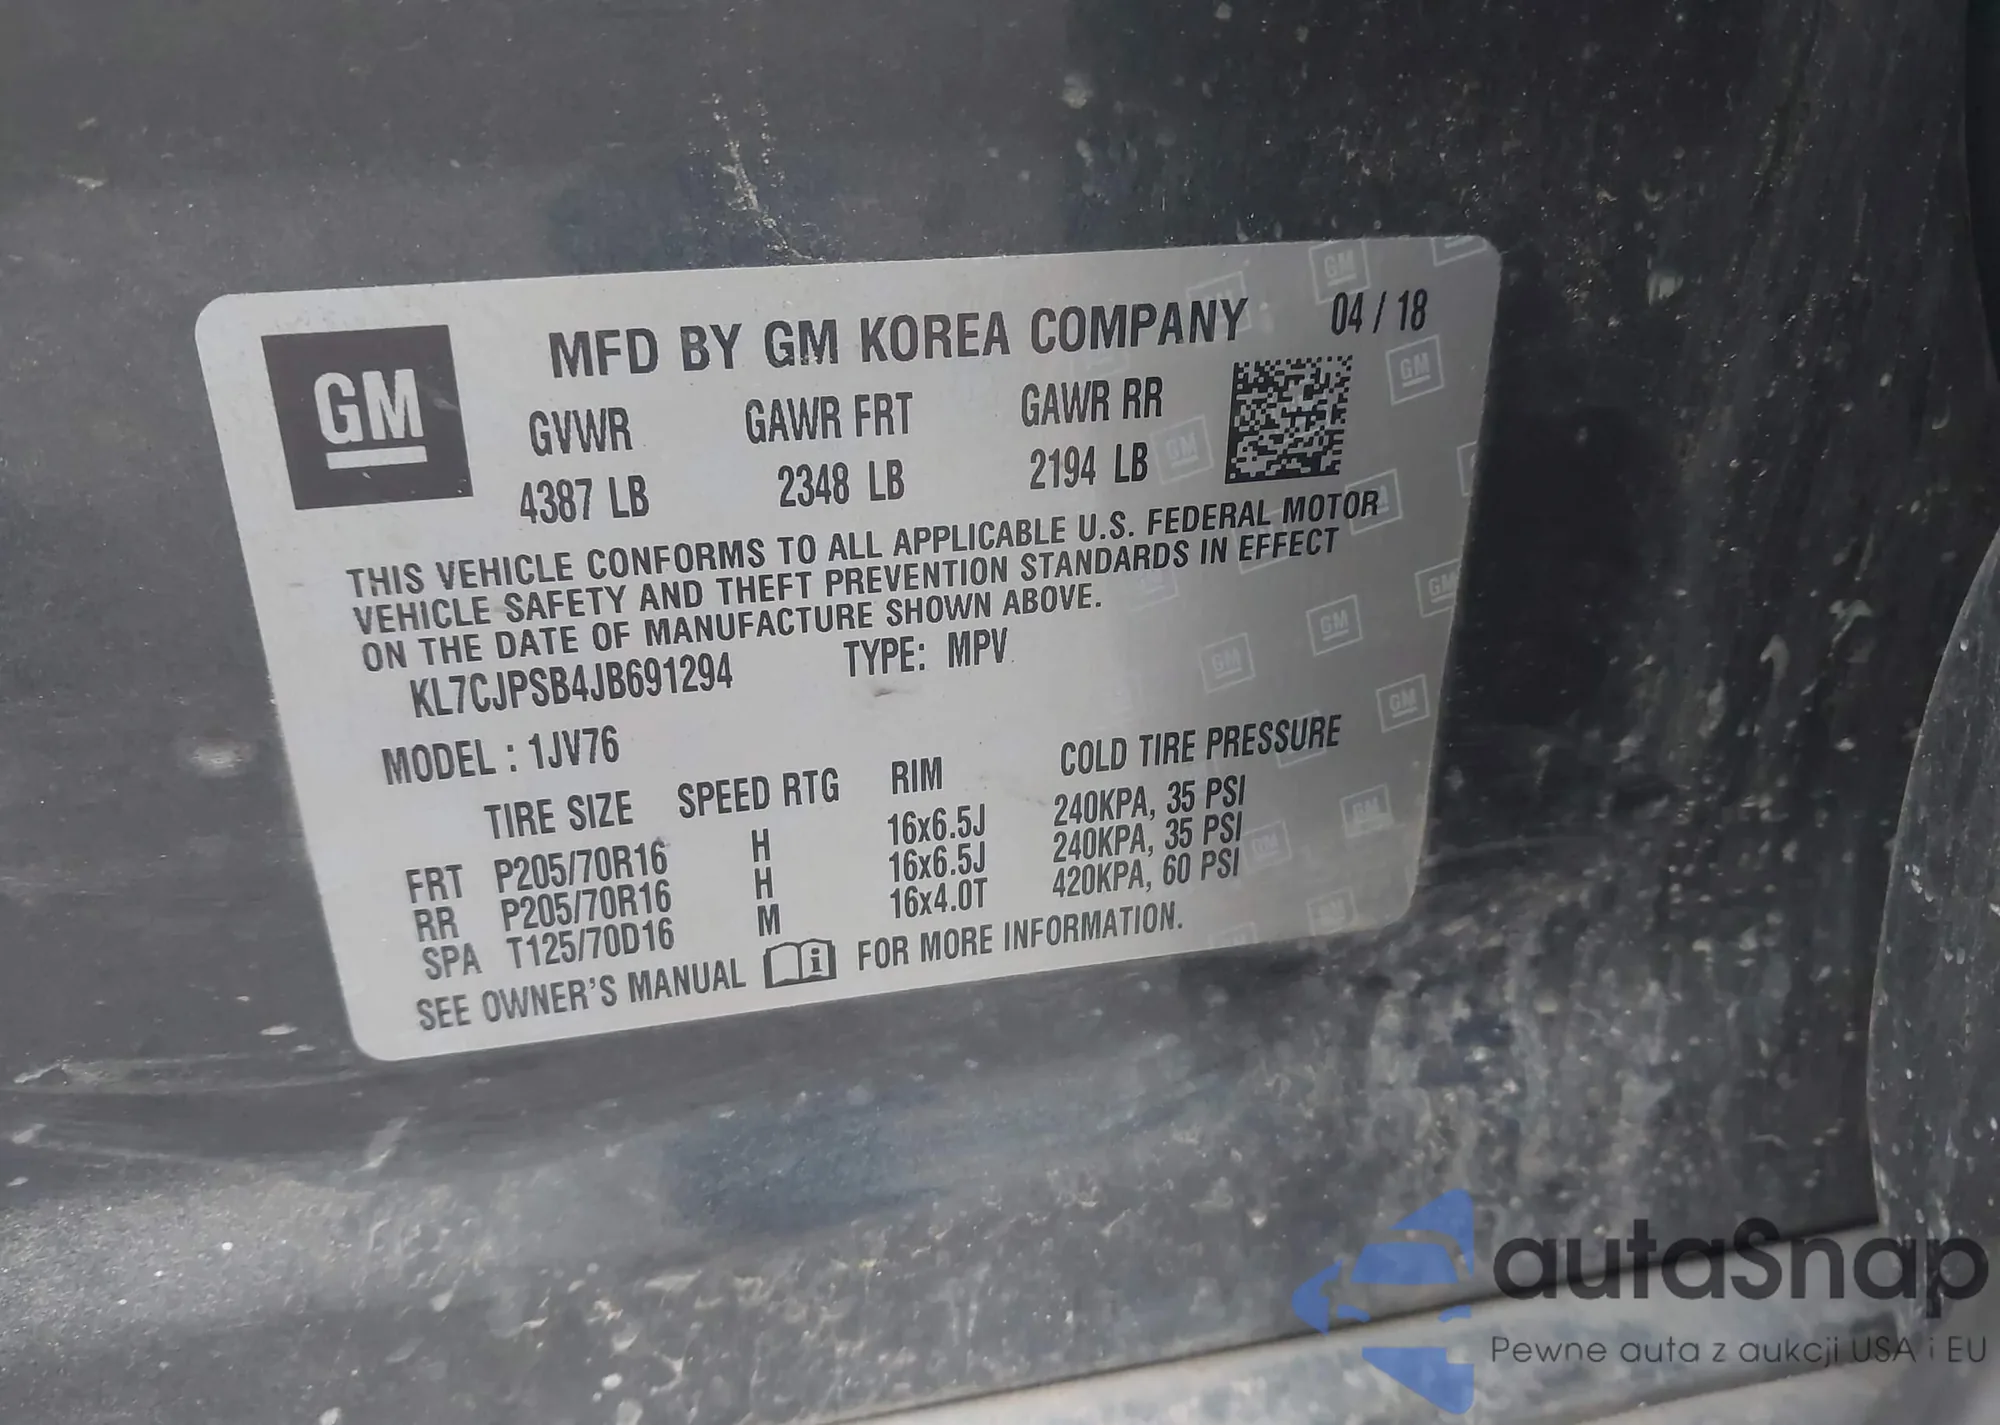 GM
MFD BY GM KOREA COMPANY 04 / 18
GVWR GAWR FRT GAWR RR
4387 LB 2348 LB 2194 LB
THIS VEHICLE CONFORMS TO ALL APPLICABLE U.S. FEDERAL MOTOR
VEHICLE SAFETY AND THEFT PREVENTION STANDARDS IN EFFECT
ON THE DATE OF MANUFACTURE SHOWN ABOVE.
KL7CJPSB4JB691294 TYPE: MPV
MODEL : 1JV76
TIRE SIZE SPEED RTG RIM COLD TIRE PRESSURE
FRT P205/70R16 H 16x6.5J 240KPA, 35 PSI
RR P205/70R16 H 16x6.5J 240KPA, 35 PSI
SPA T125/70D16 M 16x4.0T 420KPA, 60 PSI
SEE OWNER'S MANUAL i FOR MORE INFORMATION.
autaSnap
Pewne auta z aukcji USA i EU